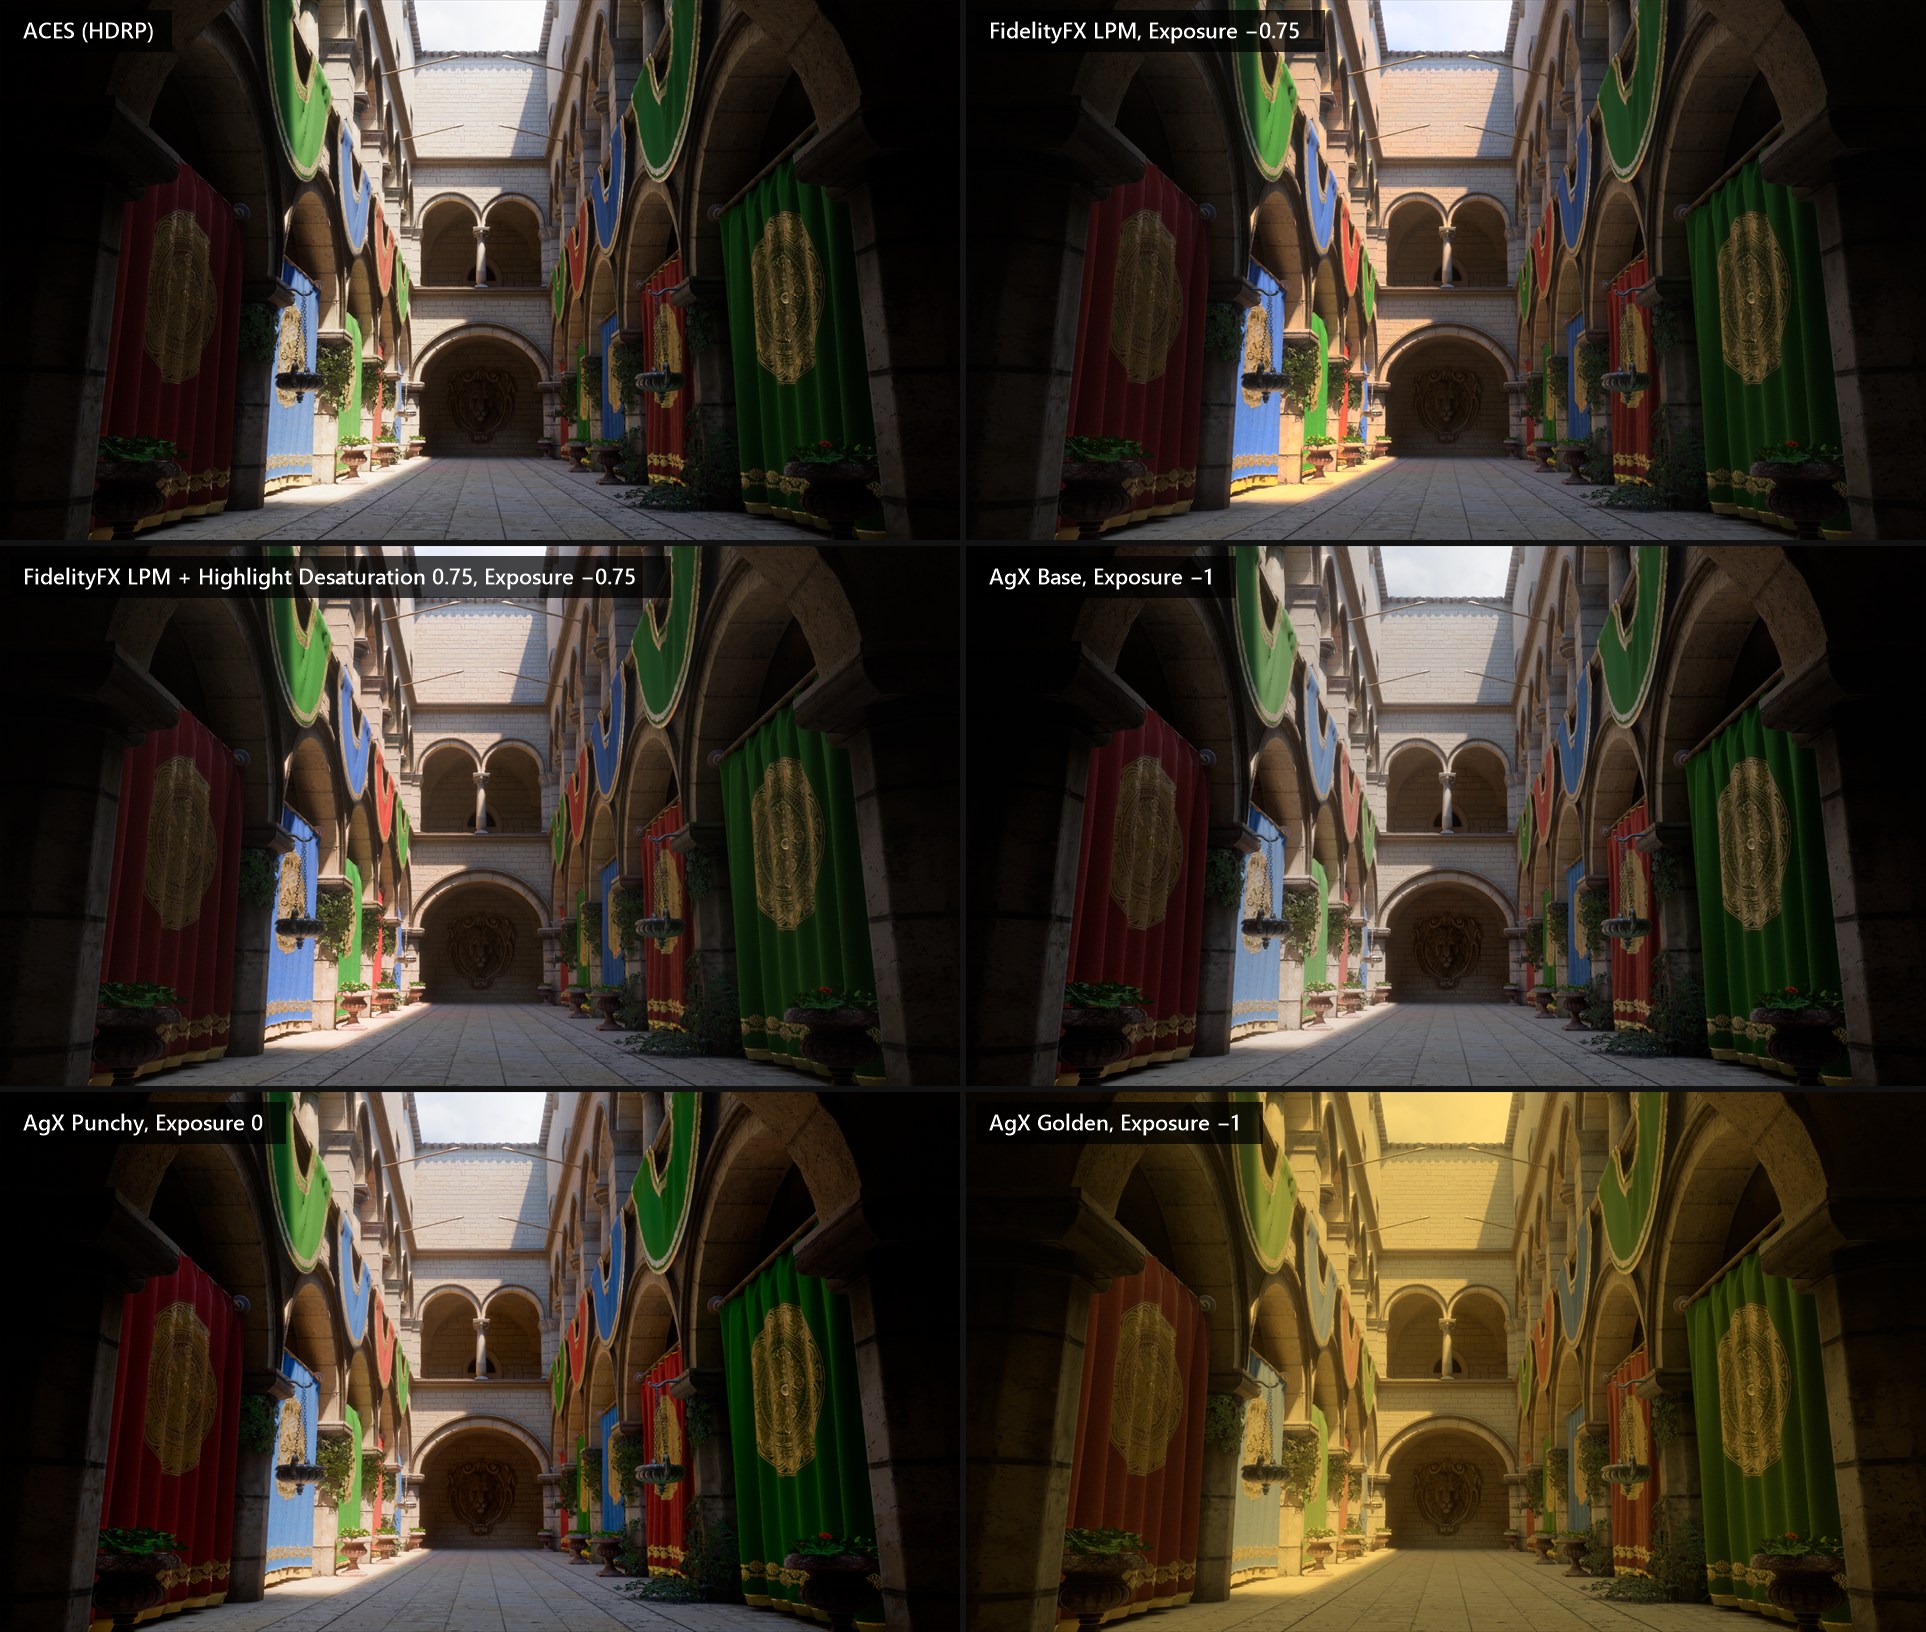 ACES (HDRP)
FidelityFX LPM, Exposure −0.75
FidelityFX LPM + Highlight Desaturation 0.75, Exposure −0.75
AgX Base, Exposure −1
AgX Punchy, Exposure 0
AgX Golden, Exposure −1